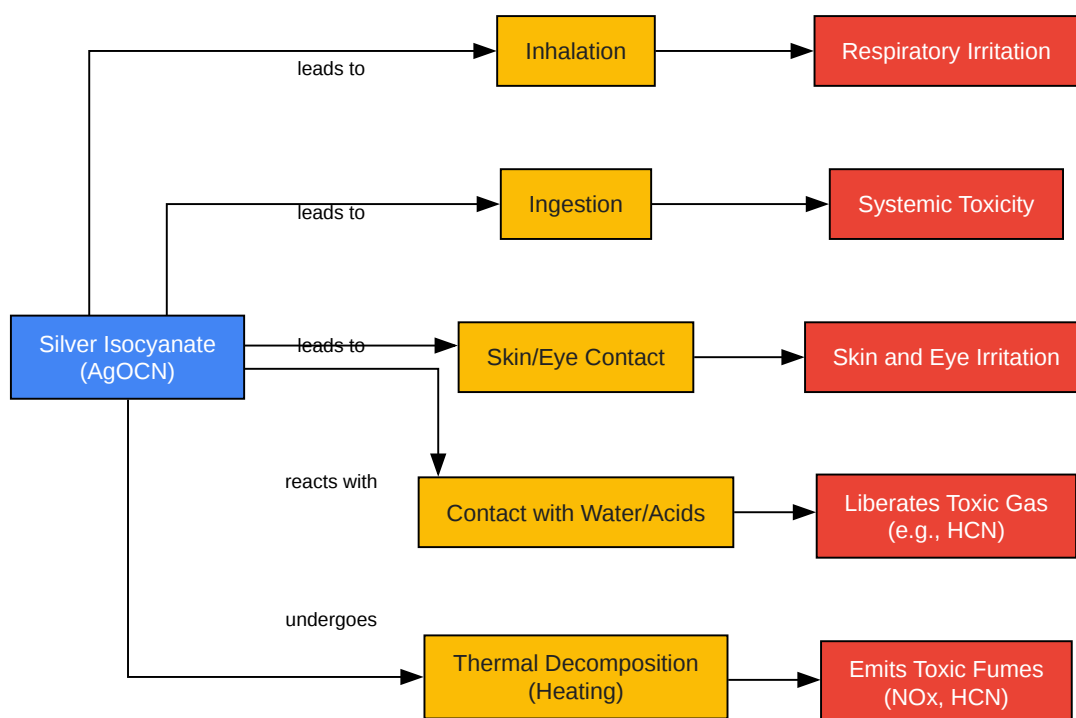 Inhalation
Respiratory Irritation
leads to
Ingestion
Systemic Toxicity
leads to
Silver Isocyanate
(AgOCN)
leads to
Skin/Eye Contact
Skin and Eye Irritation
reacts with
Contact with Water/Acids
Liberates Toxic Gas
(e.g., HCN)
undergoes
Thermal Decomposition
(Heating)
Emits Toxic Fumes
(NOx, HCN)